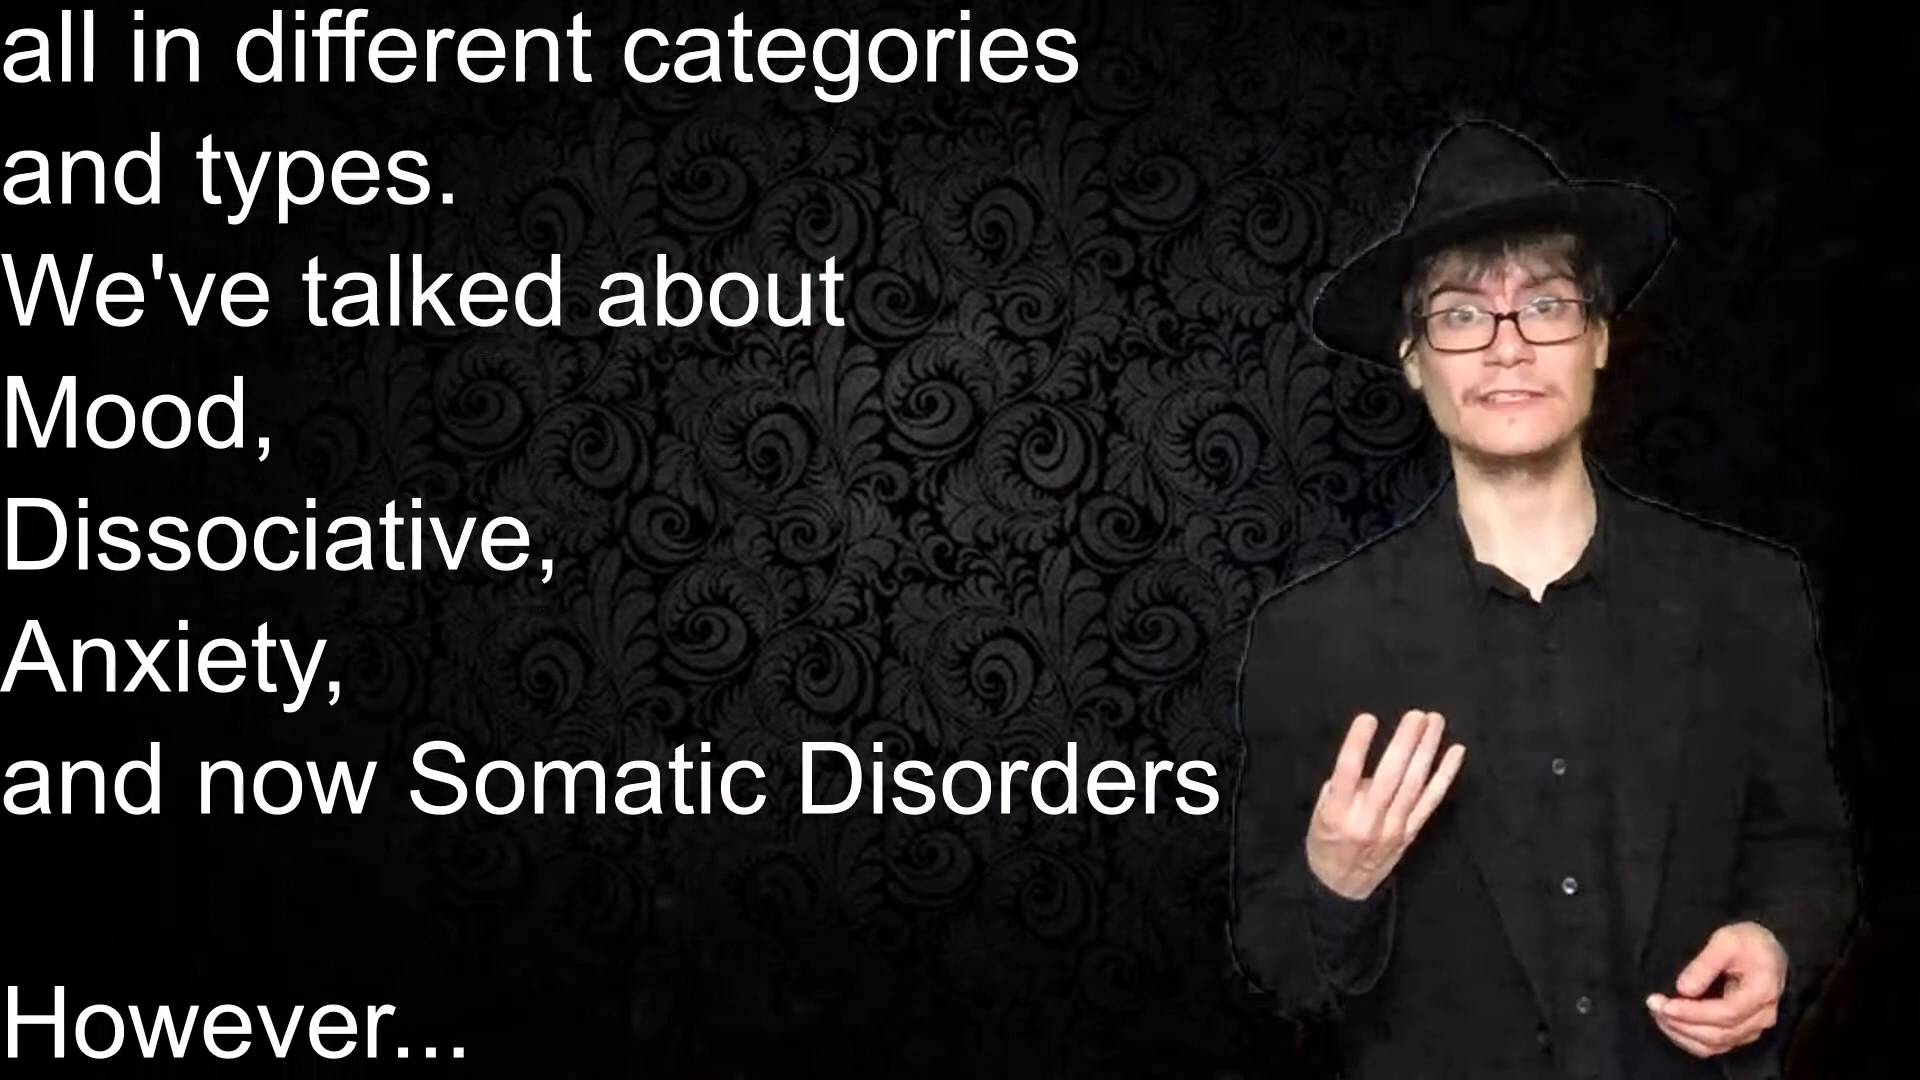 all in different categories
and types.
We've talked about
Mood,
Dissociative,
Anxiety,
and now Somatic Disorders
However...